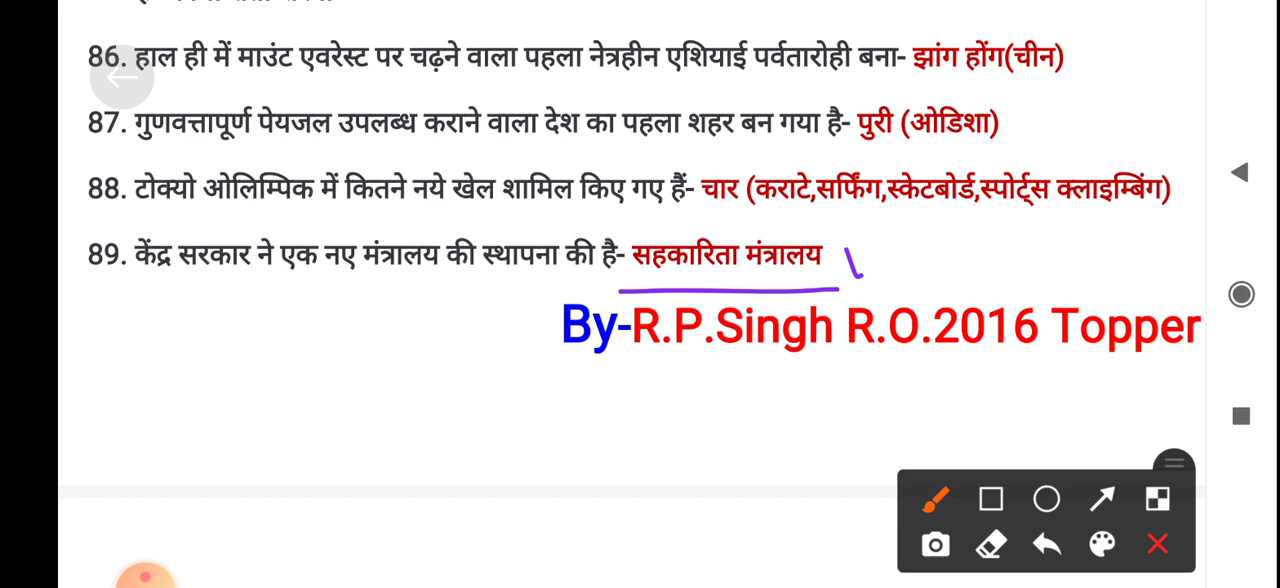 86. हाल ही में माउंट एवरेस्ट पर चढ़ने वाला पहला नेत्रहीन एशियाई पर्वतारोही बना- झांग होंग(चीन)
87. गुणवत्तापूर्ण पेयजल उपलब्ध कराने वाला देश का पहला शहर बन गया है- पुरी (ओडिशा)
88. टोक्यो ओलिम्पिक में कितने नये खेल शामिल किए गए हैं- चार (कराटे,सर्फिंग,स्केटबोर्ड,स्पोर्ट्स क्लाइम्बिंग)
89. केंद्र सरकार ने एक नए मंत्रालय की स्थापना की है- सहकारिता मंत्रालय
By-R.P.Singh R.O.2016 Topper